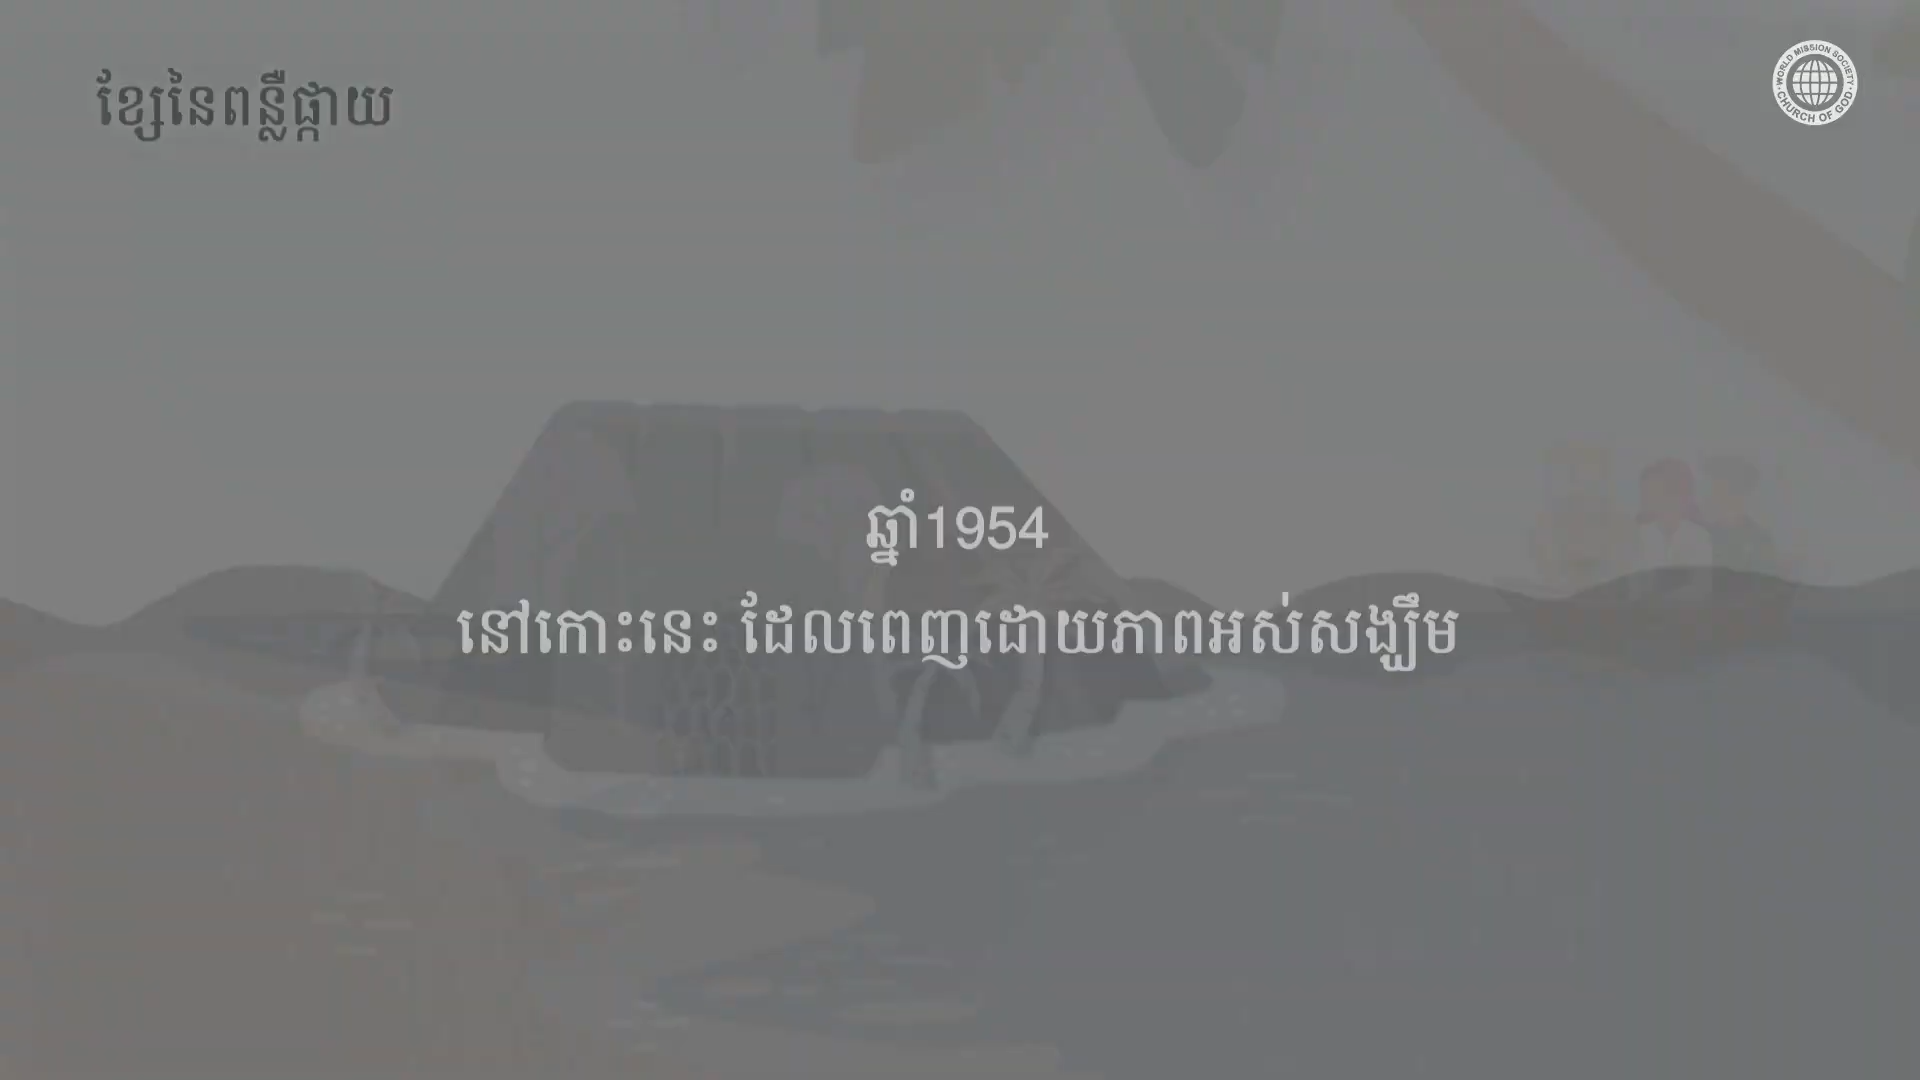 ខ្សែនៃពន្លឺផ្កាយ
WORLD MISSION SOCIETY
CHURCH OF GOD
ឆ្នាំ1954
នៅកោះនេះ ដែលពេញដោយភាពអស់សង្ឃឹម